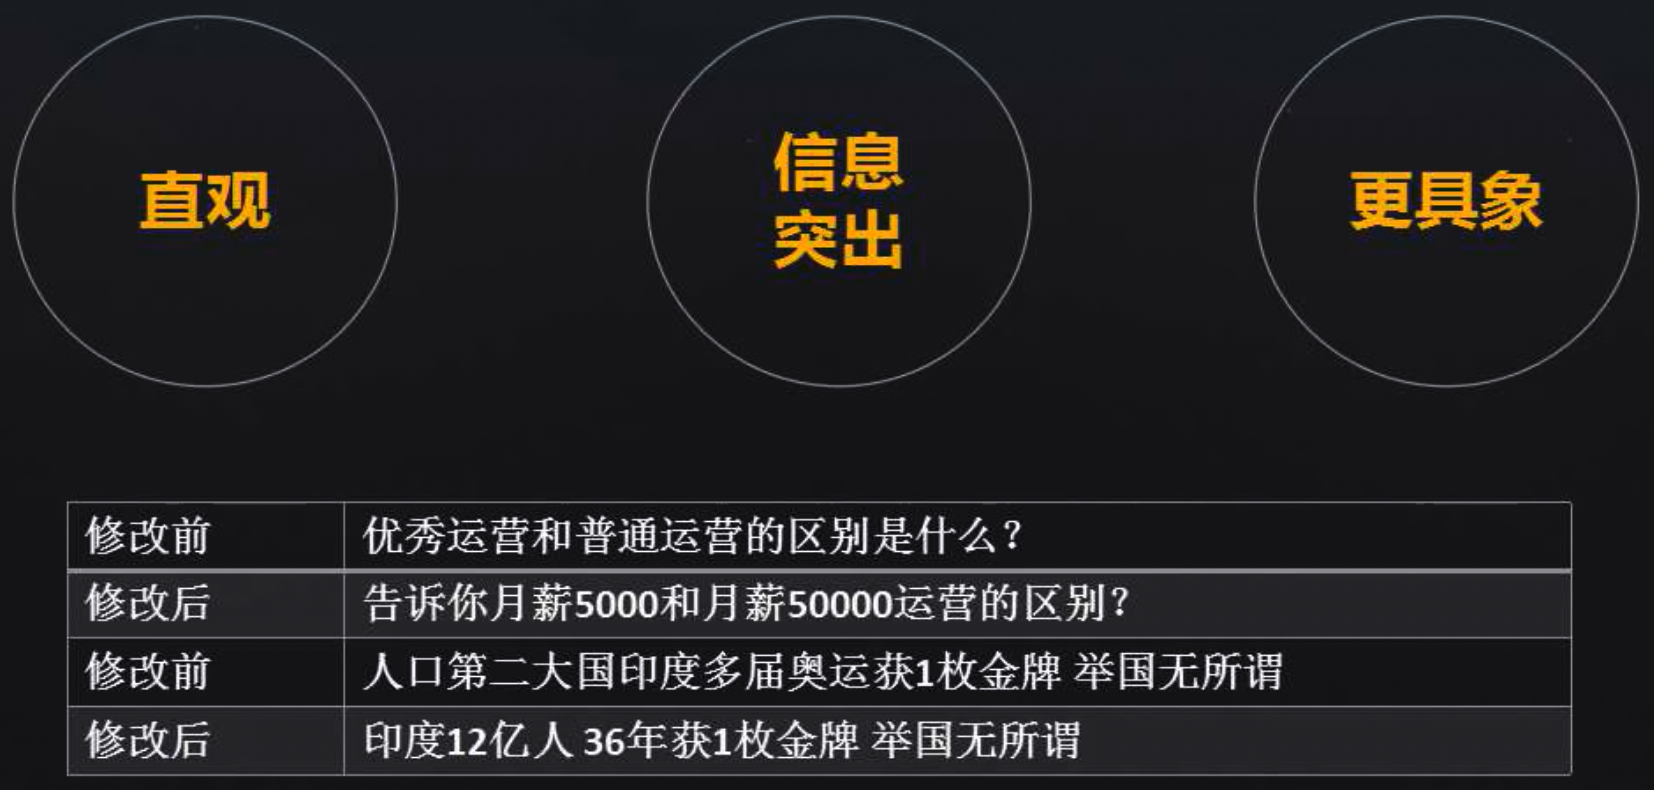 直观
信息
突出
更具象
修改前 优秀运营和普通运营的区别是什么?
修改后 告诉你月薪5000和月薪50000运营的区别?
修改前 人口第二大国印度多届奥运获1枚金牌 举国无所谓
修改后 印度12亿人 36年获1枚金牌 举国无所谓